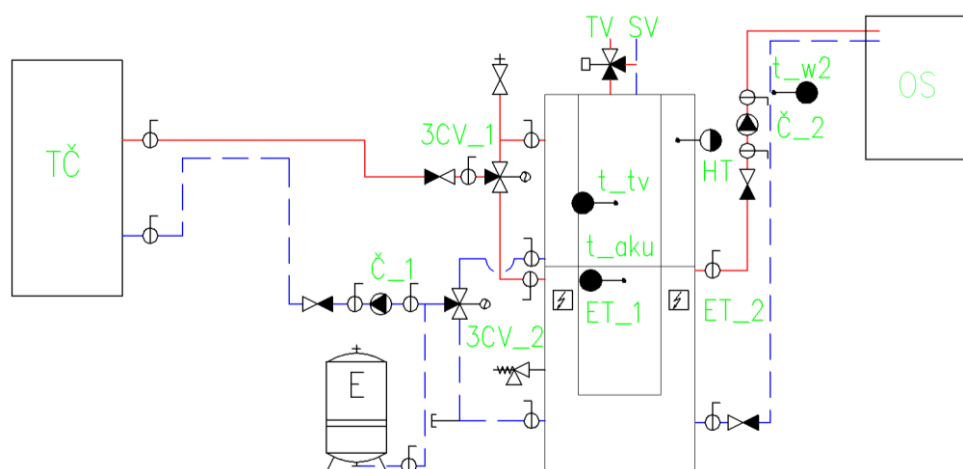 TV SV
t_w2
OS
TČ
3CV_1
Č_2
HT
t_tv
t_aku
Č_1
ET_1
ET_2
3CV_2
E